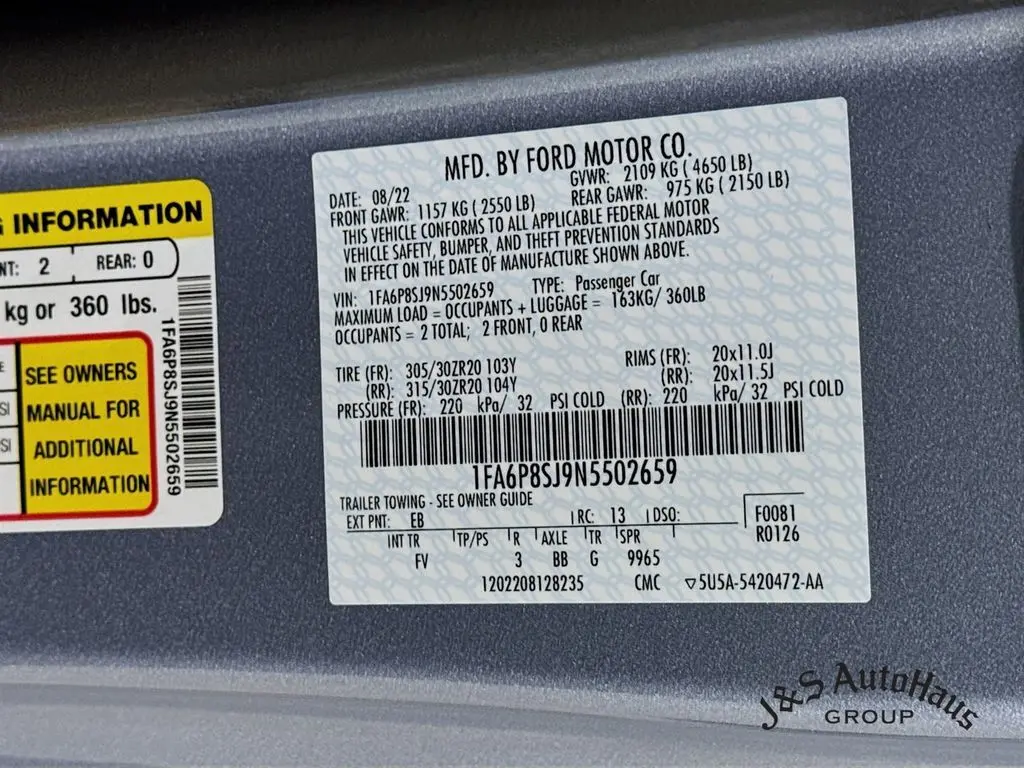 G INFORMATION
NT: 2 REAR: 0
kg or 360 lbs.
SEE OWNERS
MANUAL FOR
ADDITIONAL
INFORMATION
1FA6P8SJ9N5502659
MFD. BY FORD MOTOR CO.
DATE: 08/22 GVWR: 2109 KG ( 4650 LB)
FRONT GAWR: 1157 KG ( 2550 LB) REAR GAWR: 975 KG ( 2150 LB)
THIS VEHICLE CONFORMS TO ALL APPLICABLE FEDERAL MOTOR
VEHICLE SAFETY, BUMPER, AND THEFT PREVENTION STANDARDS
IN EFFECT ON THE DATE OF MANUFACTURE SHOWN ABOVE.
VIN: 1FA6P8SJ9N5502659 TYPE: Passenger Car
MAXIMUM LOAD = OCCUPANTS + LUGGAGE = 163KG/ 360LB
OCCUPANTS = 2 TOTAL; 2 FRONT, 0 REAR
TIRE (FR): 305/30ZR20 103Y RIMS (FR): 20x11.0J
(RR): 315/30ZR20 104Y (RR): 20x11.5J
PRESSURE (FR): 220 kPa/ 32 PSI COLD (RR): 220 kPa/ 32 PSI COLD
1FA6P8SJ9N5502659
TRAILER TOWING - SEE OWNER GUIDE
EXT PNT: EB RC: 13 DSO: F0081
INT TR TP/PS R AXLE TR SPR R0126
FV 3 BB G 9965
1202208128235 CMC ▽5U5A-5420472-AA
J&S AutoHaus
GROUP